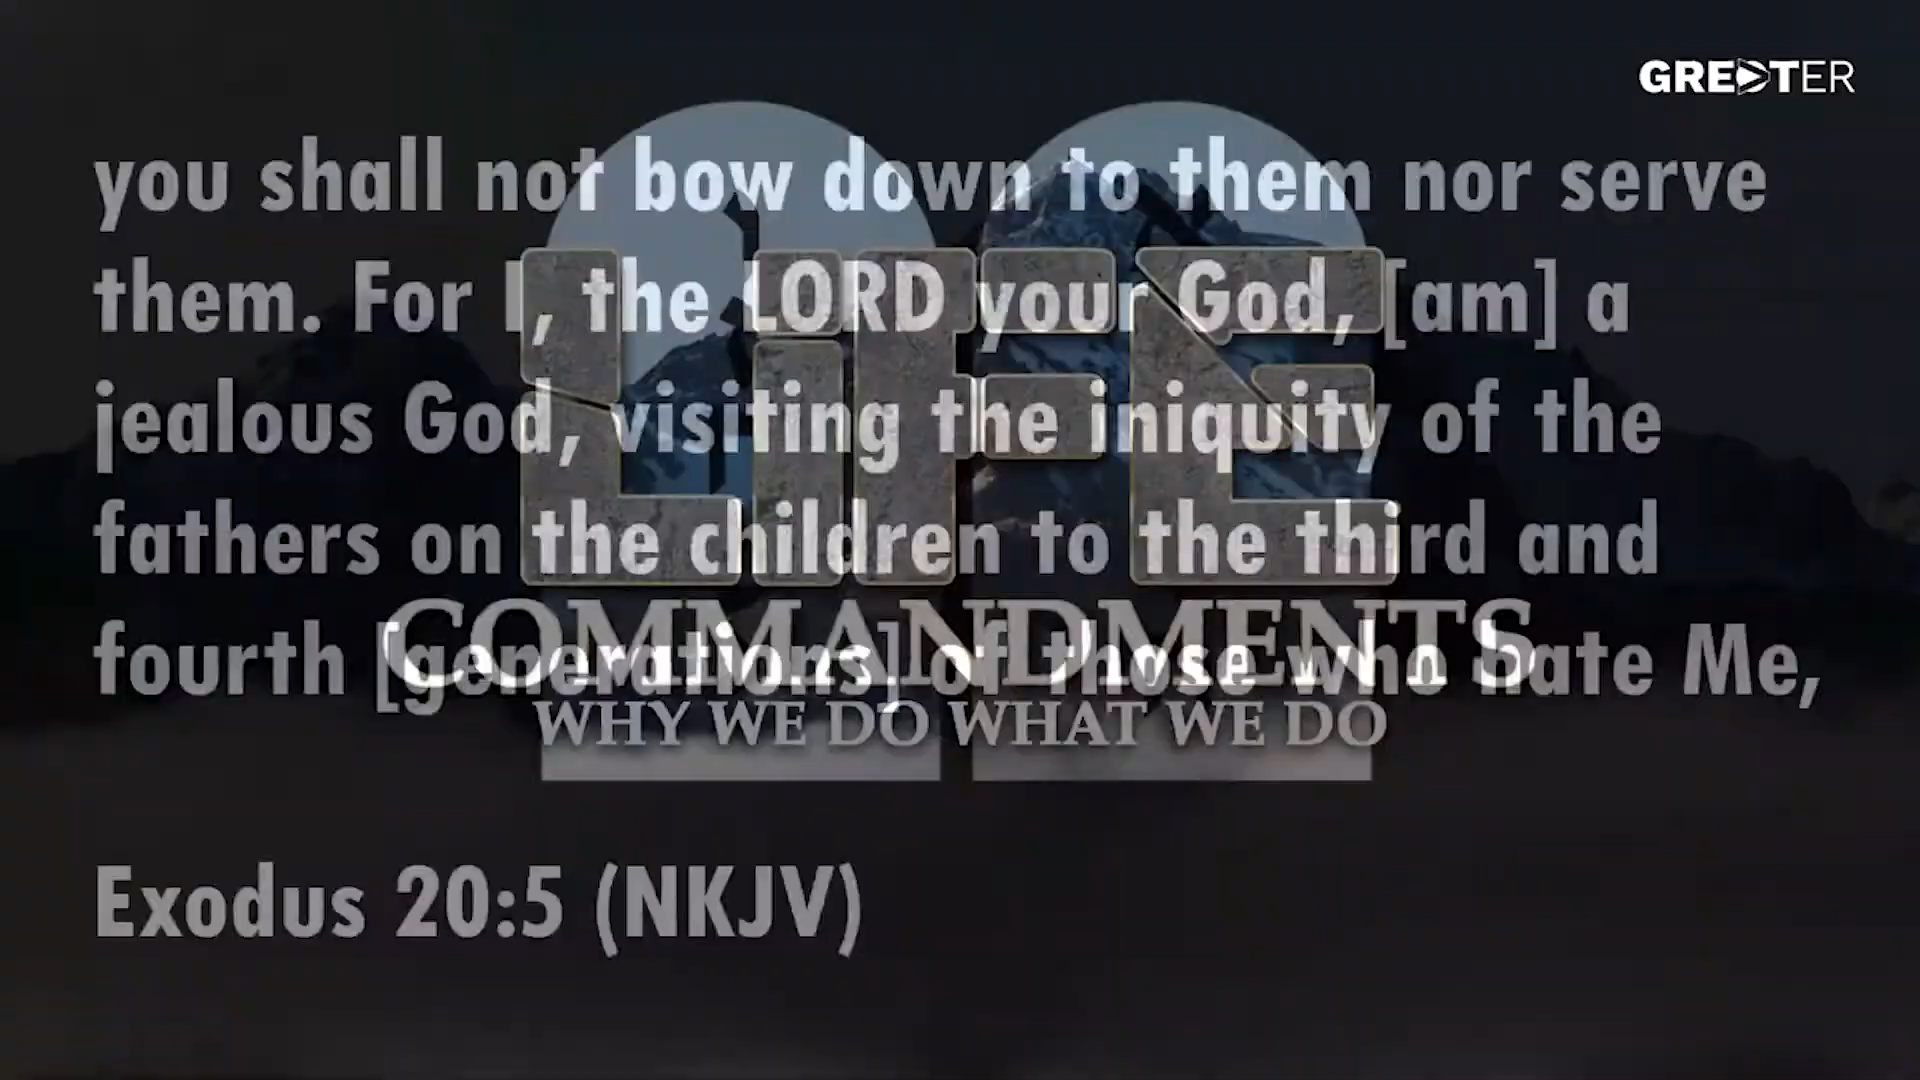 GREATER
you shall not bow down to them nor serve
them. For I, the LORD your God, [am] a
jealous God, visiting the iniquity of the
fathers on the children to the third and
fourth [generations] of those who hate Me,
Exodus 20:5 (NKJV)
LiFE
COMMANDMENTS
WHY WE DO WHAT WE DO